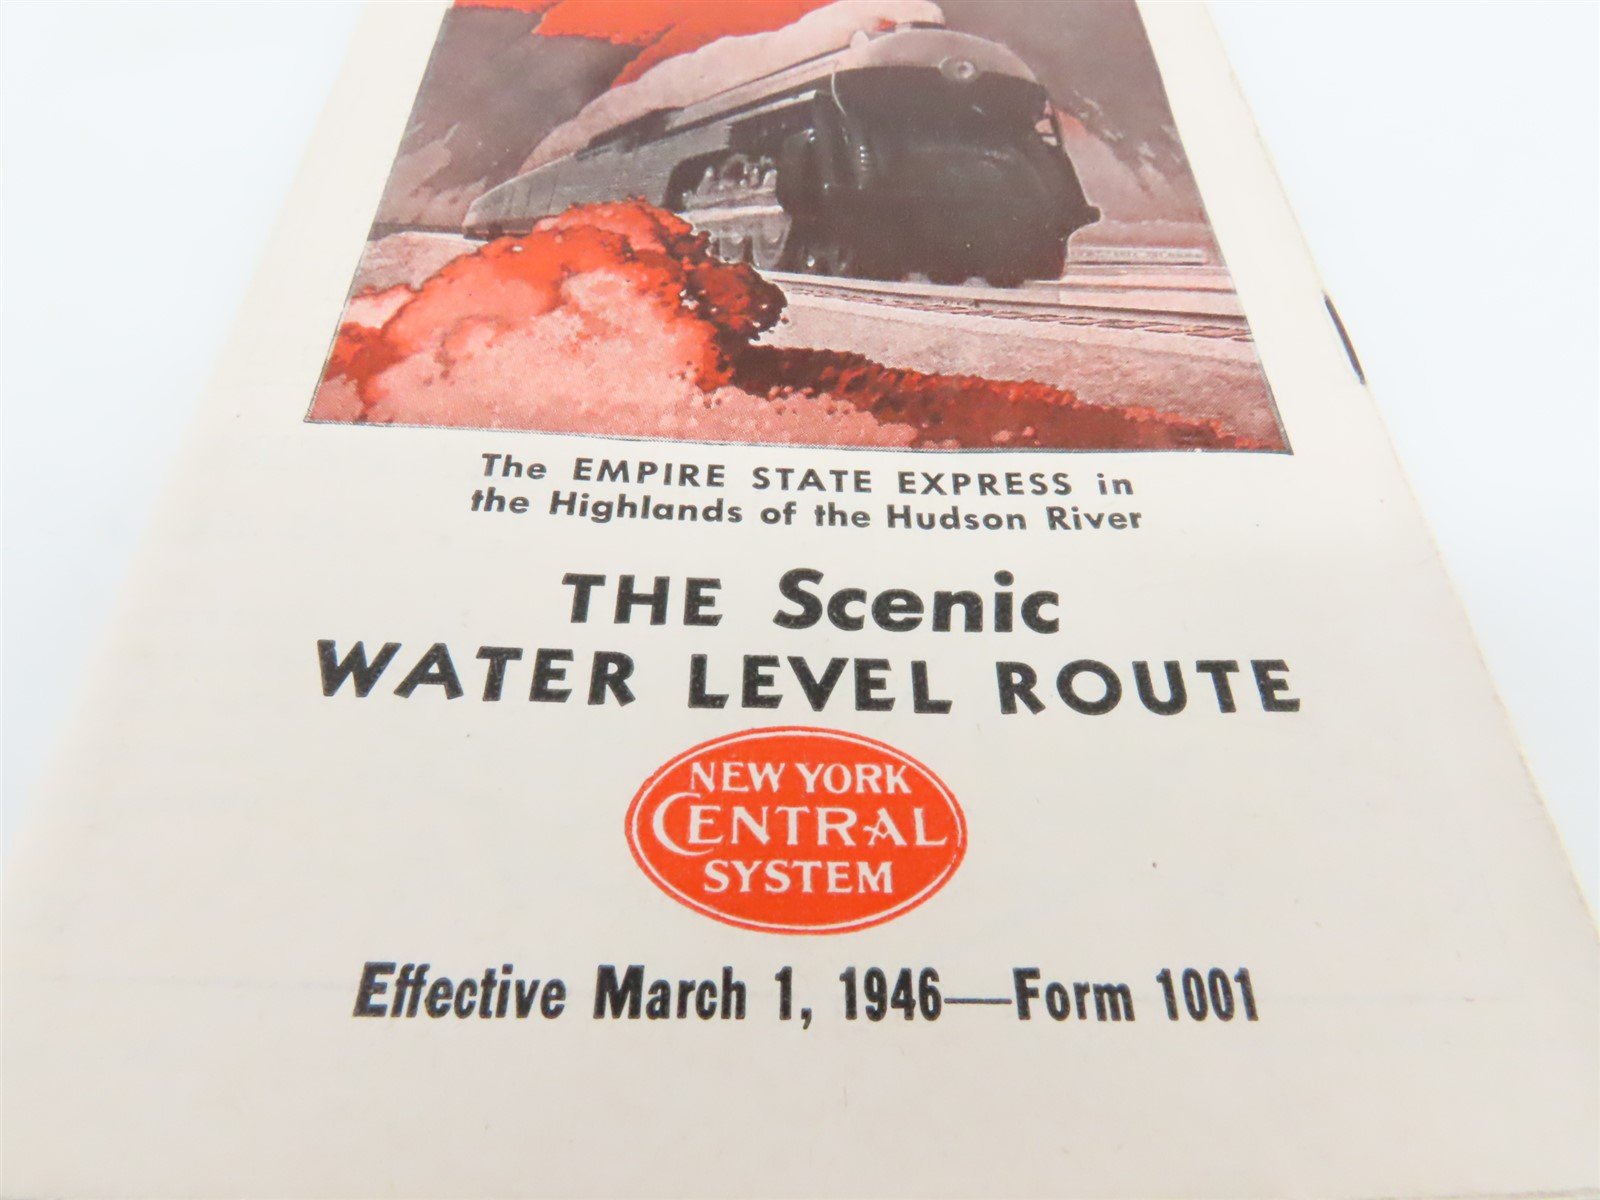 The EMPIRE STATE EXPRESS in
the Highlands of the Hudson River
THE Scenic
WATER LEVEL ROUTE
NEW YORK
CENTRAL
SYSTEM
Effective March 1, 1946—Form 1001